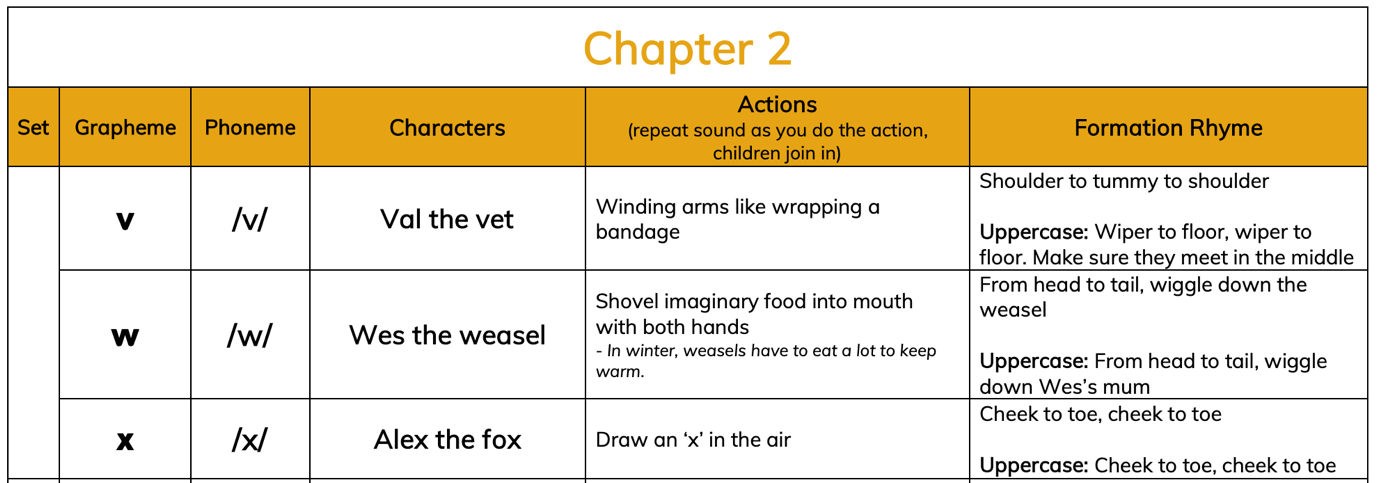 Chapter 2
Set
Grapheme
Phoneme
Characters
Actions
(repeat sound as you do the action,
children join in)
Formation Rhyme
v
/v/
Val the vet
Winding arms like wrapping a
bandage
Shoulder to tummy to shoulder
Uppercase: Wiper to floor, wiper to
floor. Make sure they meet in the middle
w
/w/
Wes the weasel
Shovel imaginary food into mouth
with both hands
- In winter, weasels have to eat a lot to keep
warm.
From head to tail, wiggle down the
weasel
Uppercase: From head to tail, wiggle
down Wes's mum
x
/x/
Alex the fox
Draw an ‘x’ in the air
Cheek to toe, cheek to toe
Uppercase: Cheek to toe, cheek to toe